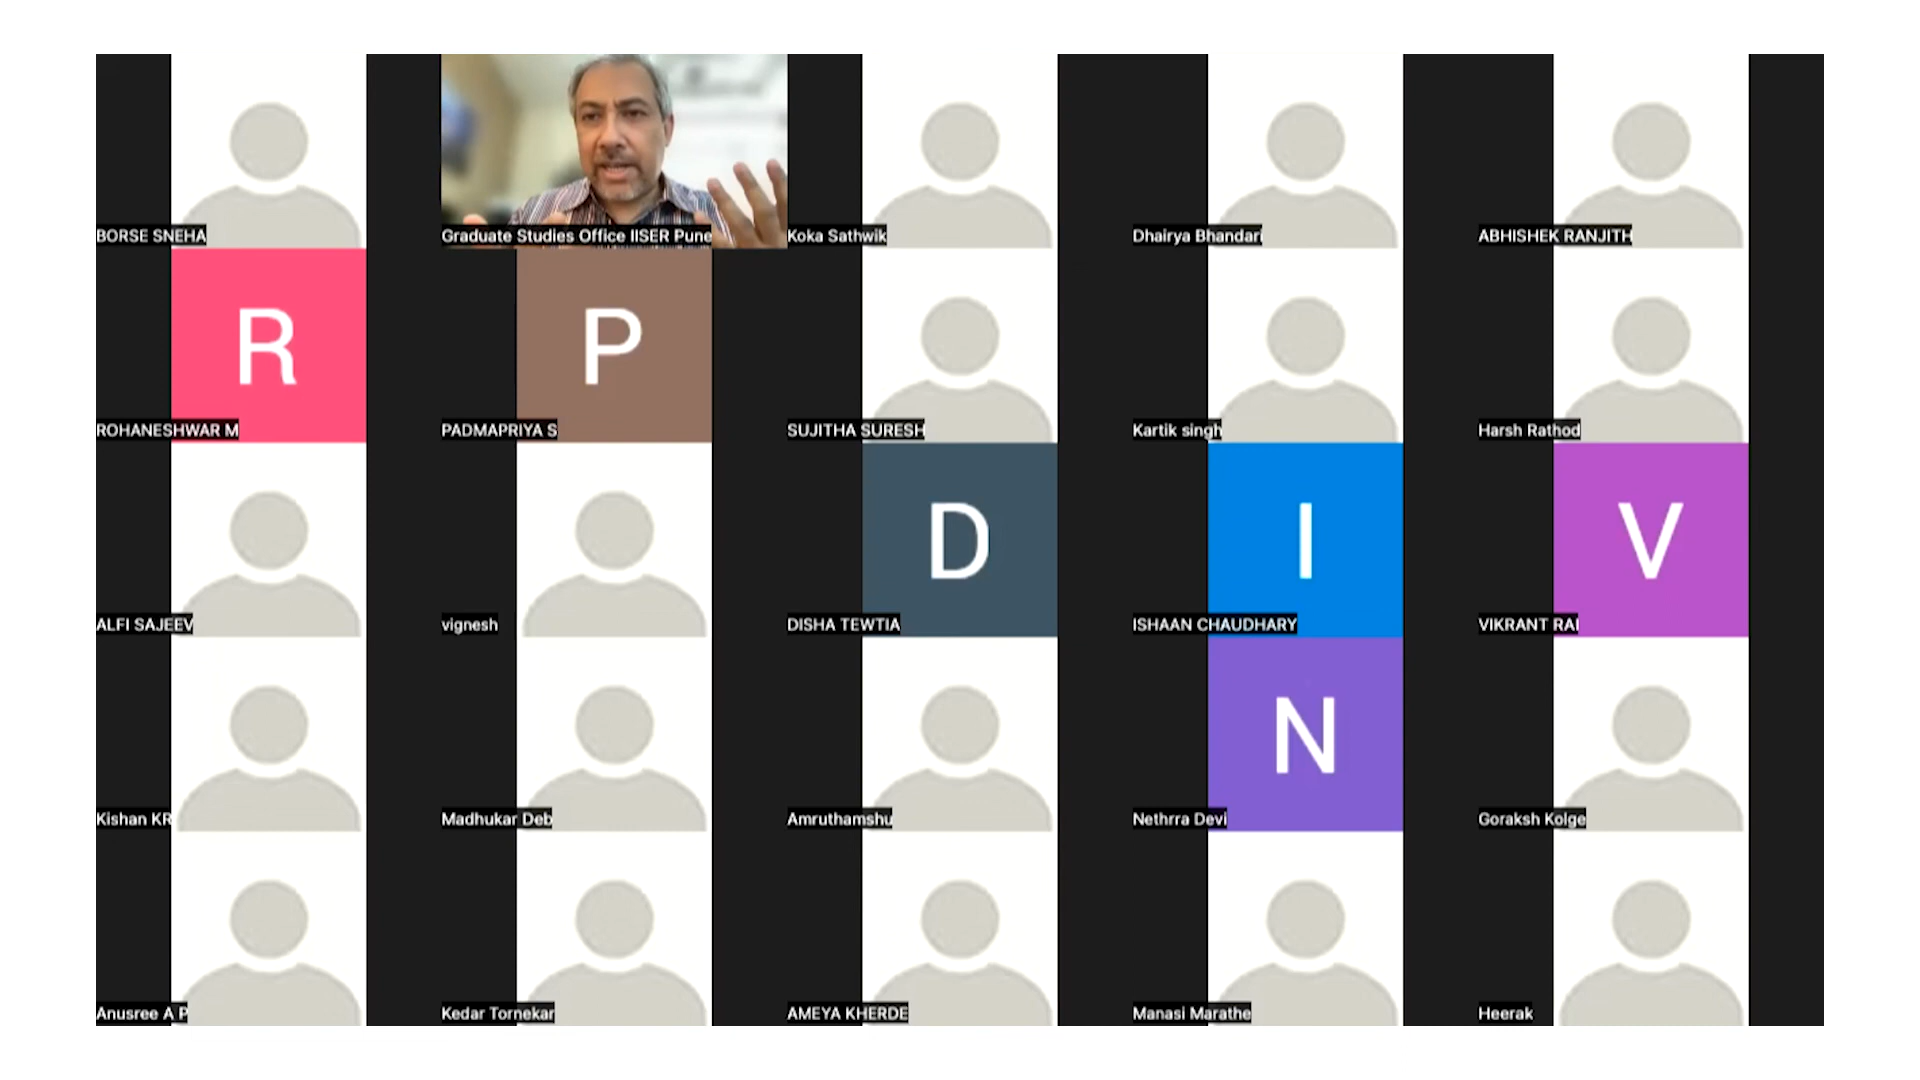 BORSE SNEHA
Graduate Studies Office IISER Pune
Koka Sathwik
Dhairya Bhandari
ABHISHEK RANJITH
R
ROHANESHWAR M
P
PADMAPRIYA S
SUJITHA SURESH
Kartik singh
Harsh Rathod
ALFI SAJEEV
vignesh
D
DISHA TEWTIA
I
ISHAAN CHAUDHARY
V
VIKRANT RAI
Kishan KR
Madhukar Deb
Amruthamshu
N
Nethrra Devi
Goraksh Kolge
Anusree A P
Kedar Tornekar
AMEYA KHERDE
Manasi Marathe
Heerak